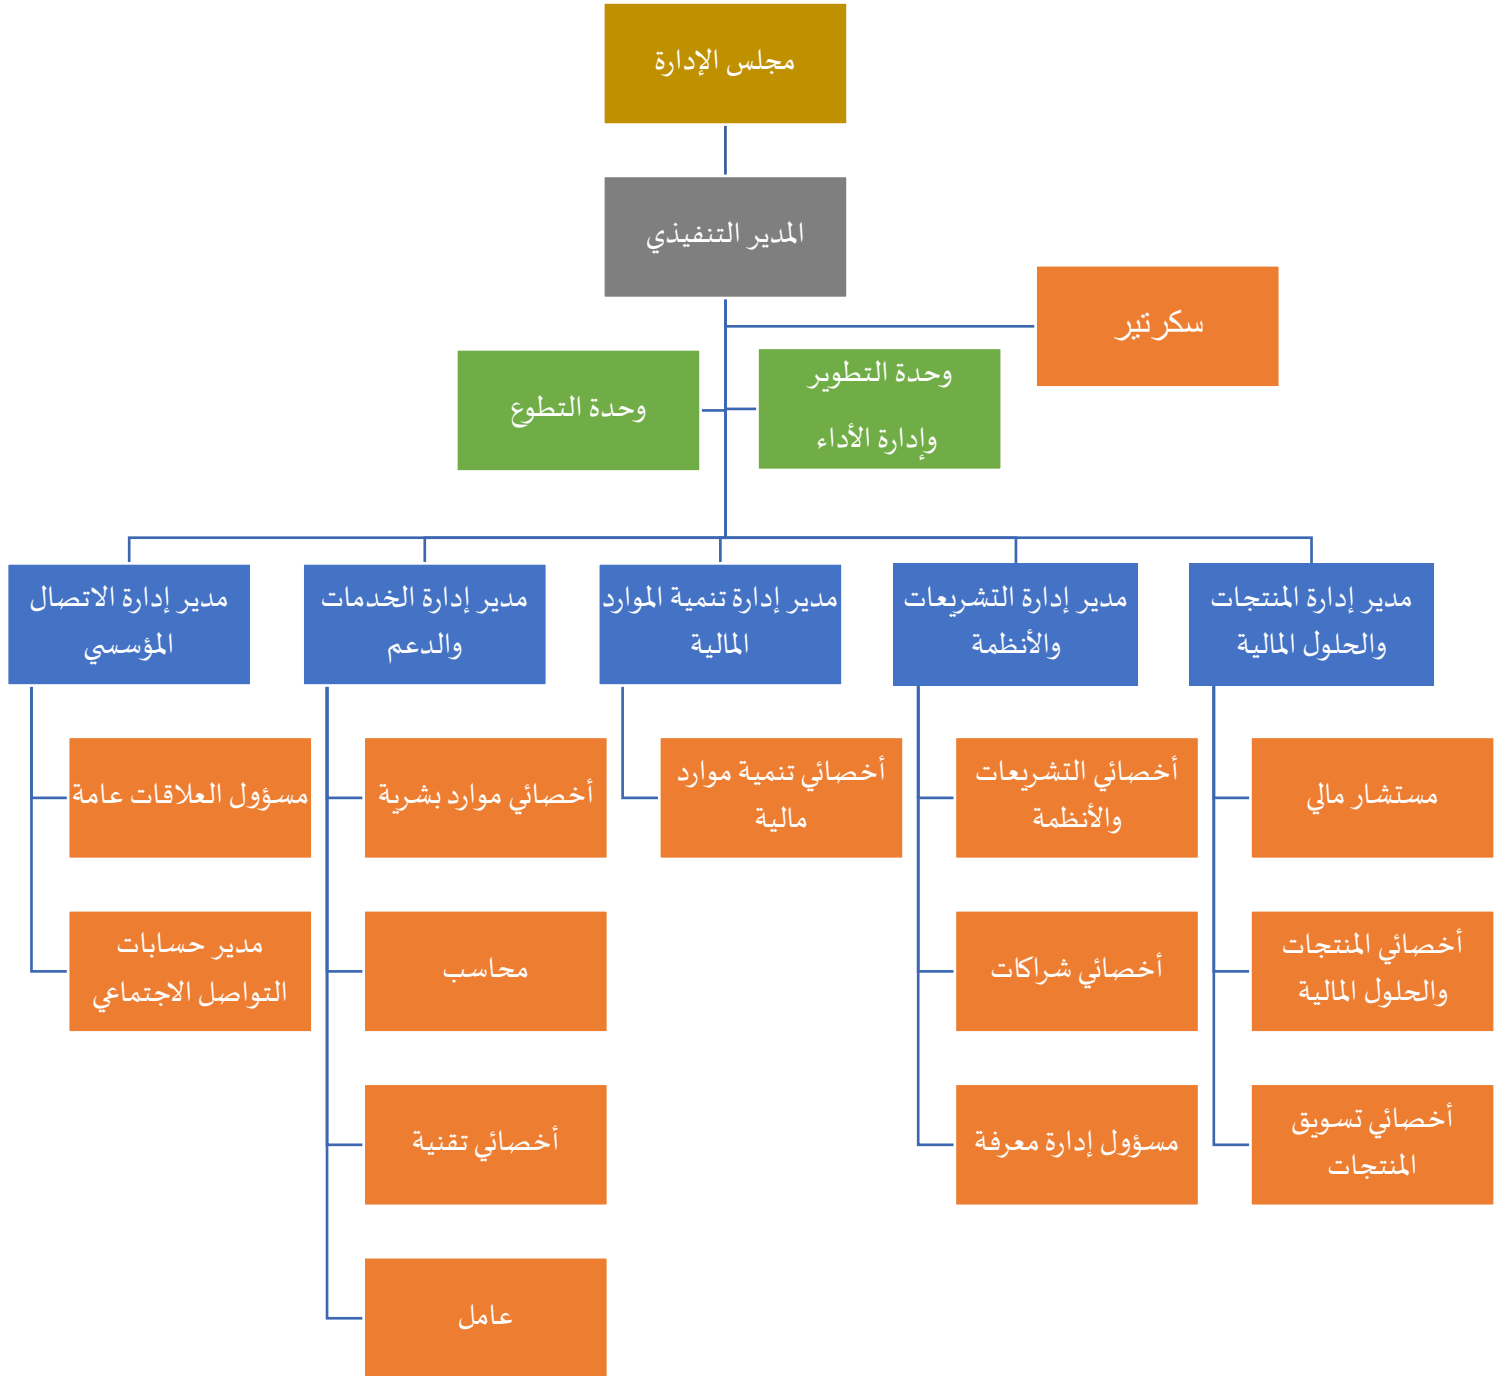 مجلس الإدارة
المدير التنفيذي
سكرتير
وحدة التطوير
وإدارة الأداء
وحدة التطوع
مدير إدارة المنتجات
والحلول المالية
مدير إدارة التشريعات
والأنظمة
مدير إدارة تنمية الموارد
المالية
مدير إدارة الخدمات
والدعم
مدير إدارة الاتصال
المؤسسي
مستشار مالي
أخصائي التشريعات
والأنظمة
أخصائي تنمية موارد
مالية
أخصائي موارد بشرية
مسؤول العلاقات عامة
أخصائي المنتجات
والحلول المالية
أخصائي شراكات
محاسب
مدير حسابات
التواصل الاجتماعي
أخصائي تسويق
المنتجات
مسؤول إدارة معرفة
أخصائي تقنية
عامل